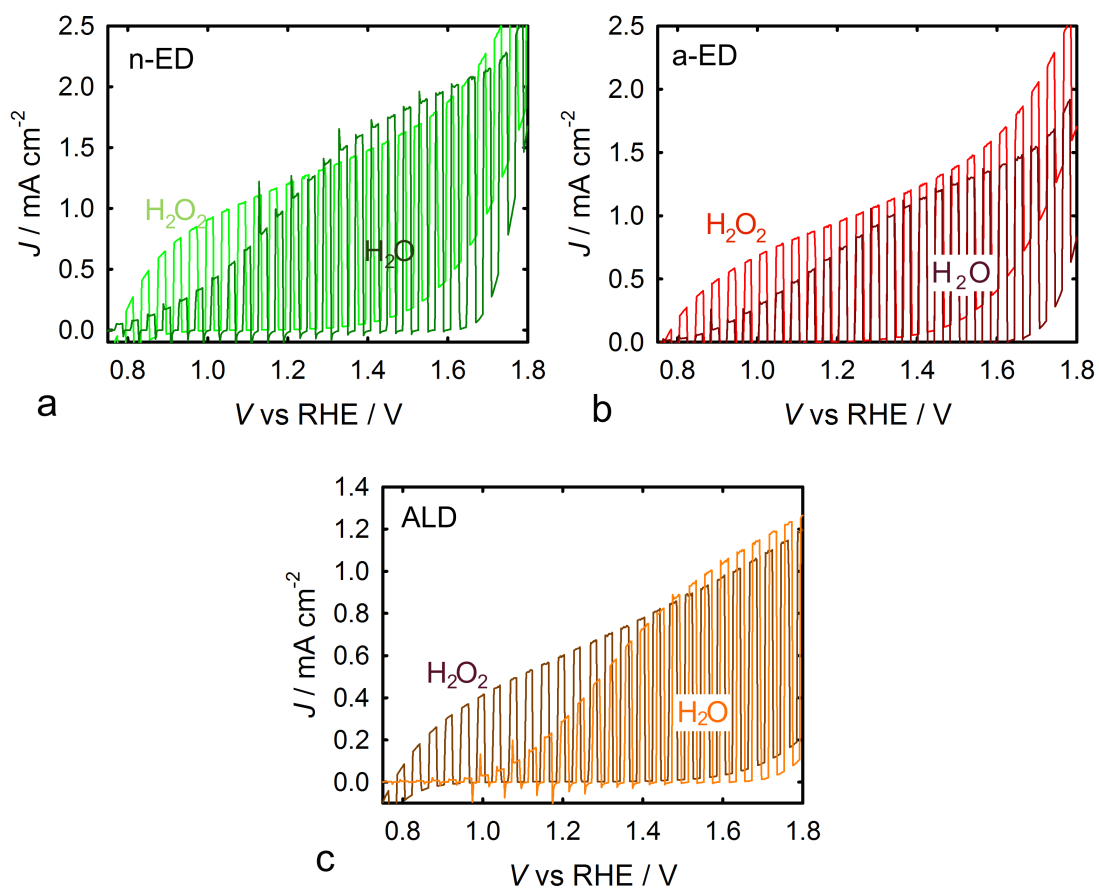 a
n-ED
2.5
2.0
1.5
1.0
0.5
0.0
J / mA cm⁻²
H₂O₂
H₂O
0.8 1.0 1.2 1.4 1.6 1.8
V vs RHE / V
b
a-ED
2.5
2.0
1.5
1.0
0.5
0.0
J / mA cm⁻²
H₂O₂
H₂O
0.8 1.0 1.2 1.4 1.6 1.8
V vs RHE / V
ALD
1.4
1.2
1.0
0.8
0.6
0.4
0.2
0.0
J / mA cm⁻²
H₂O₂
H₂O
0.8 1.0 1.2 1.4 1.6 1.8
V vs RHE / V
c